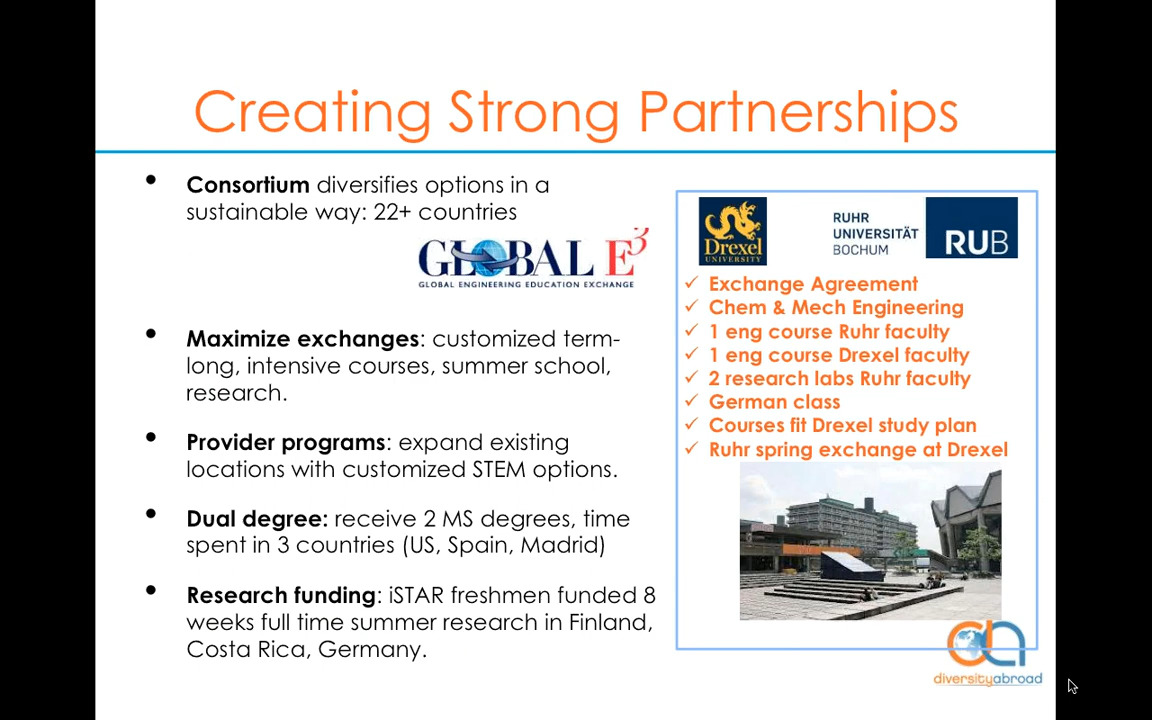 Creating Strong Partnerships
• Consortium diversifies options in a
sustainable way: 22+ countries
GLOBAL E3
GLOBAL ENGINEERING EDUCATION EXCHANGE
• Maximize exchanges: customized term-
long, intensive courses, summer school,
research.
• Provider programs: expand existing
locations with customized STEM options.
• Dual degree: receive 2 MS degrees, time
spent in 3 countries (US, Spain, Madrid)
• Research funding: iSTAR freshmen funded 8
weeks full time summer research in Finland,
Costa Rica, Germany.
Drexel
UNIVERSITY
RUHR
UNIVERSITÄT
BOCHUM
RUB
✓ Exchange Agreement
✓ Chem & Mech Engineering
✓ 1 eng course Ruhr faculty
✓ 1 eng course Drexel faculty
✓ 2 research labs Ruhr faculty
✓ German class
✓ Courses fit Drexel study plan
✓ Ruhr spring exchange at Drexel
da
diversityabroad